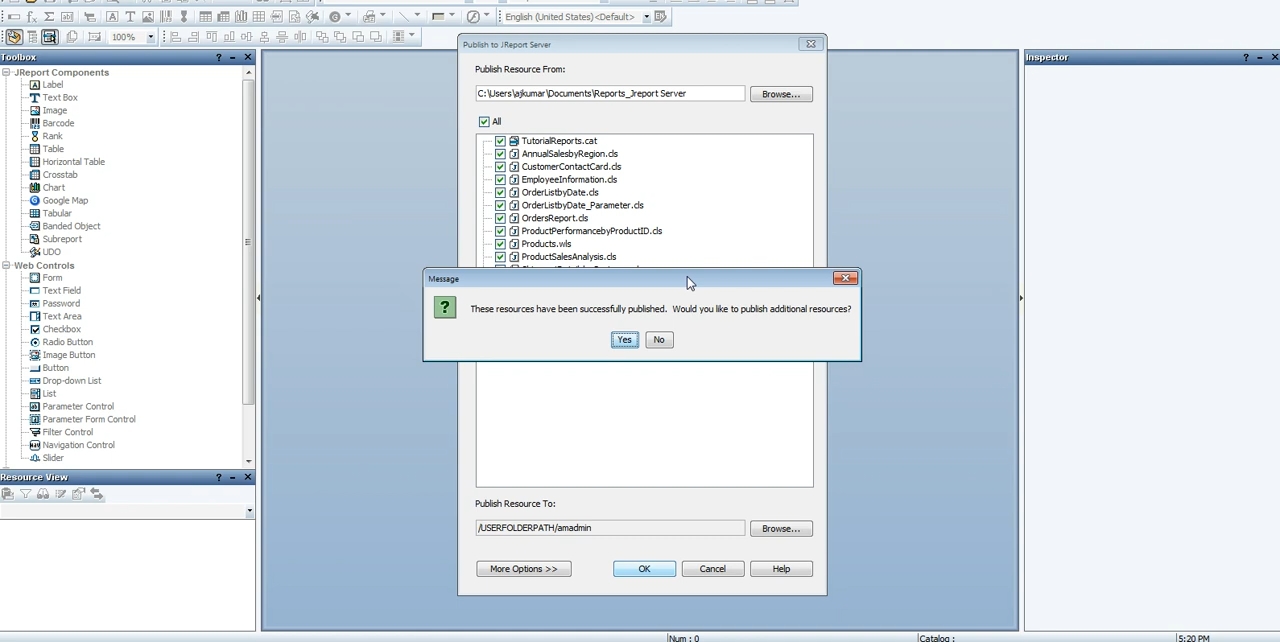 English (United States)<Default>
100%
Toolbox
JReport Components
Label
Text Box
Image
Barcode
Rank
Table
Horizontal Table
Crosstab
Chart
Google Map
Tabular
Banded Object
Subreport
UDO
Web Controls
Form
Text Field
Password
Text Area
Checkbox
Radio Button
Image Button
Button
Drop-down List
List
Parameter Control
Parameter Form Control
Filter Control
Navigation Control
Slider
Resource View
Publish to JReport Server
Publish Resource From:
C:\Users\ajkumar\Documents\Reports_Jreport Server
Browse...
All
TutorialReports.cat
AnnualSalesbyRegion.cls
CustomerContactCard.cls
EmployeeInformation.cls
OrderListbyDate.cls
OrderListbyDate_Parameter.cls
OrdersReport.cls
ProductPerformancebyProductID.cls
Products.wls
ProductSalesAnalysis.cls
Message
These resources have been successfully published. Would you like to publish additional resources?
Yes
No
Publish Resource To:
/USERFOLDERPATH/amadmin
Browse...
More Options >>
OK
Cancel
Help
Inspector
Num : 0
Catalog :
5:20 PM